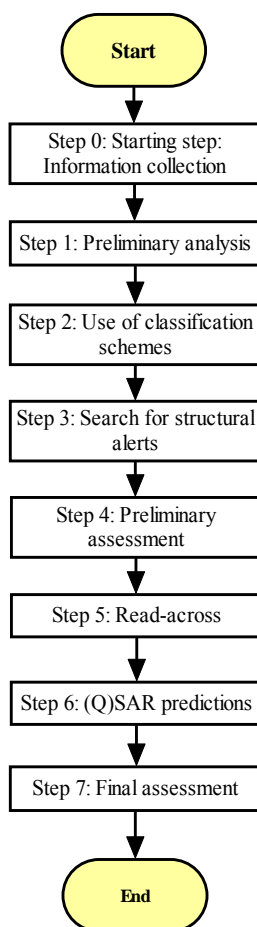 Start
Step 0: Starting step:
Information collection
Step 1: Preliminary analysis
Step 2: Use of classification
schemes
Step 3: Search for structural
alerts
Step 4: Preliminary
assessment
Step 5: Read-across
Step 6: (Q)SAR predictions
Step 7: Final assessment
End